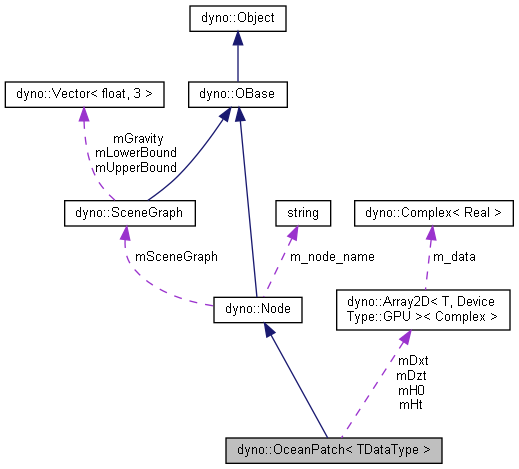 dyno::Object
dyno::Vector< float, 3 >
dyno::OBase
mGravity
mLowerBound
mUpperBound
dyno::SceneGraph
string
dyno::Complex< Real >
mSceneGraph
m_node_name
m_data
dyno::Node
dyno::Array2D< T, Device
Type::GPU >< Complex >
mDxt
mDzt
mH0
mHt
dyno::OceanPatch< TDataType >